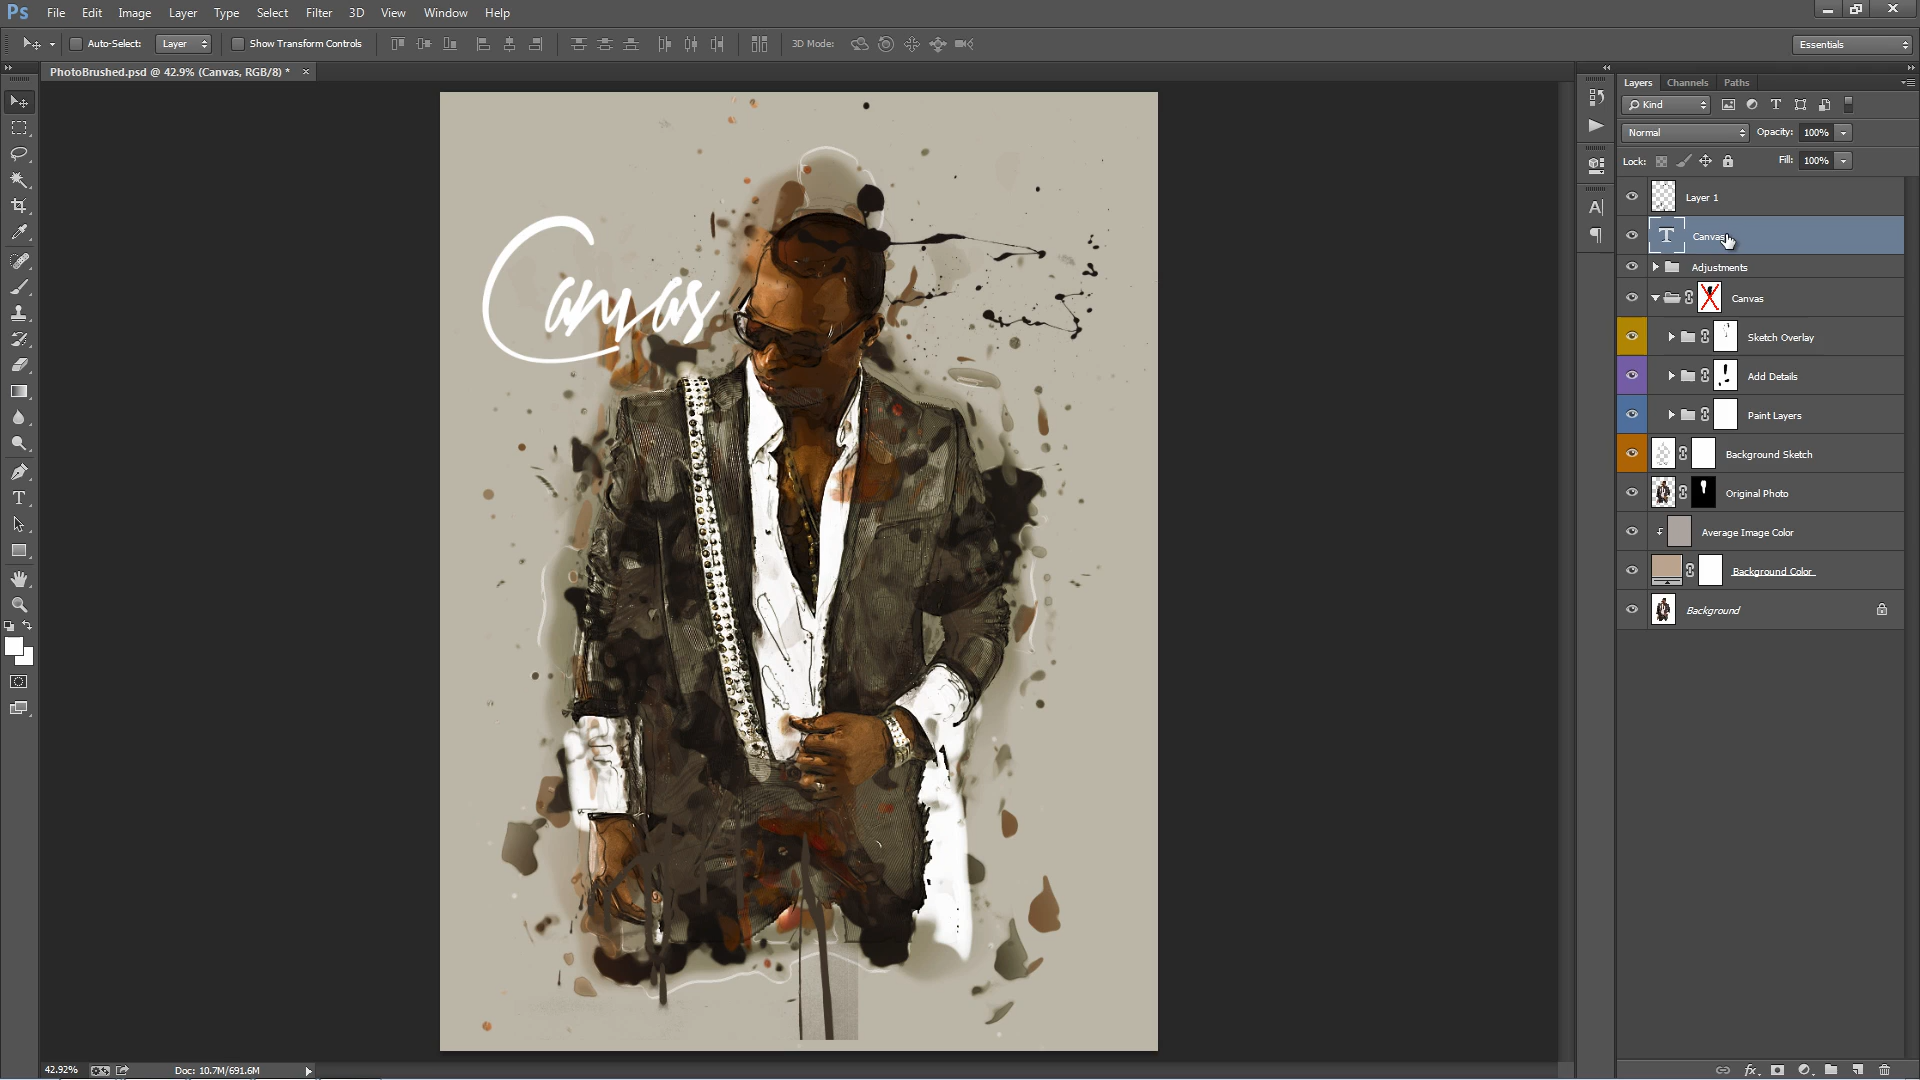 Ps File Edit Image Layer Type Select Filter 3D View Window Help
Auto-Select: Layer Show Transform Controls 3D Mode: Essentials
PhotoBrushed.psd @ 42.9% (Canvas, RGB/8) * ×
Layers Channels Paths
Kind
Normal Opacity: 100%
Lock: Fill: 100%
Layer 1
Canvas
Adjustments
Canvas
Sketch Overlay
Add Details
Paint Layers
Background Sketch
Original Photo
Average Image Color
Background Color
Background
Canvas
42.92% Doc: 10.7M/691.6M